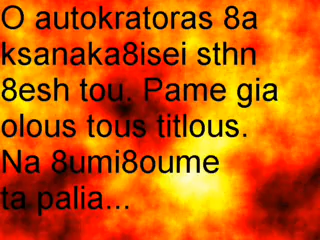 O autokratoras 8a
ksanaka8isei sthn
8esh tou. Pame gia
olous tous titlous.
Na 8umi8oume
ta palia...